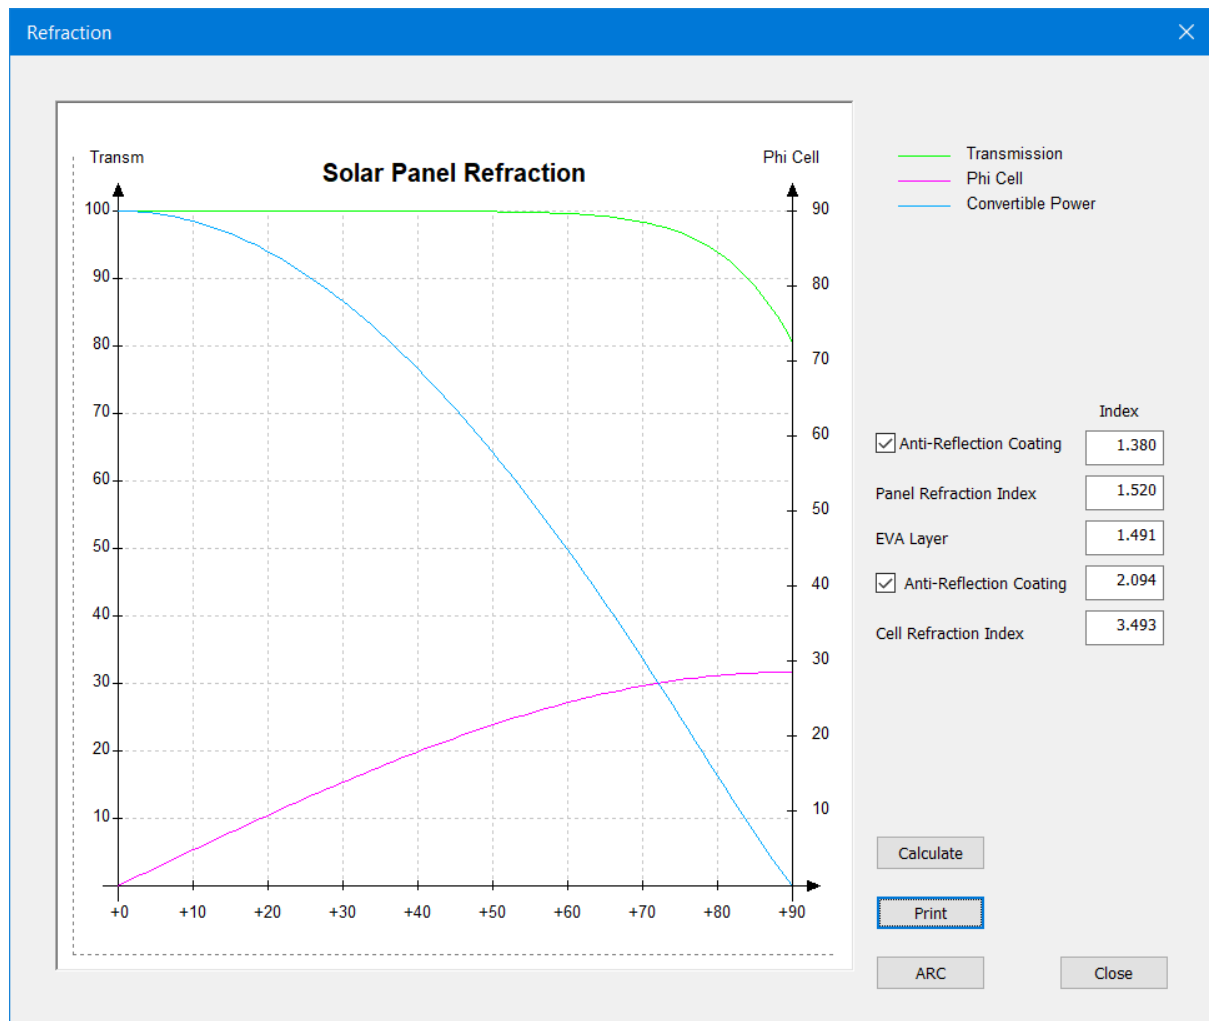 Refraction
Transm
Solar Panel Refraction
Phi Cell
100
90
80
70
60
50
40
30
20
10
90
80
70
60
50
40
30
20
10
+0 +10 +20 +30 +40 +50 +60 +70 +80 +90
Transmission
Phi Cell
Convertible Power
Index
Anti-Reflection Coating 1.380
Panel Refraction Index 1.520
EVA Layer 1.491
Anti-Reflection Coating 2.094
Cell Refraction Index 3.493
Calculate
Print
ARC Close